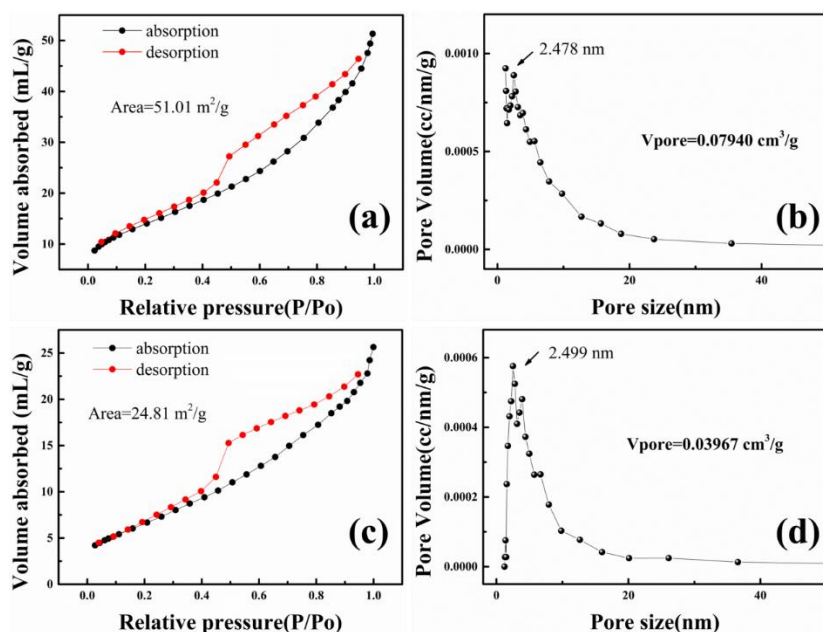 absorption
desorption
Area=51.01 m²/g
(a)
Volume absorbed (mL/g)
50
40
30
20
10
0.0 0.2 0.4 0.6 0.8 1.0
Relative pressure(P/Po)
2.478 nm
Vpore=0.07940 cm³/g
(b)
Pore Volume(cc/nm/g)
0.0010
0.0005
0.0000
0 20 40
Pore size(nm)
absorption
desorption
Area=24.81 m²/g
(c)
Volume absorbed (mL/g)
25
20
15
10
5
0
0.0 0.2 0.4 0.6 0.8 1.0
Relative pressure(P/Po)
2.499 nm
Vpore=0.03967 cm³/g
(d)
Pore Volume(cc/nm/g)
0.0006
0.0004
0.0002
0.0000
0 20 40
Pore size(nm)